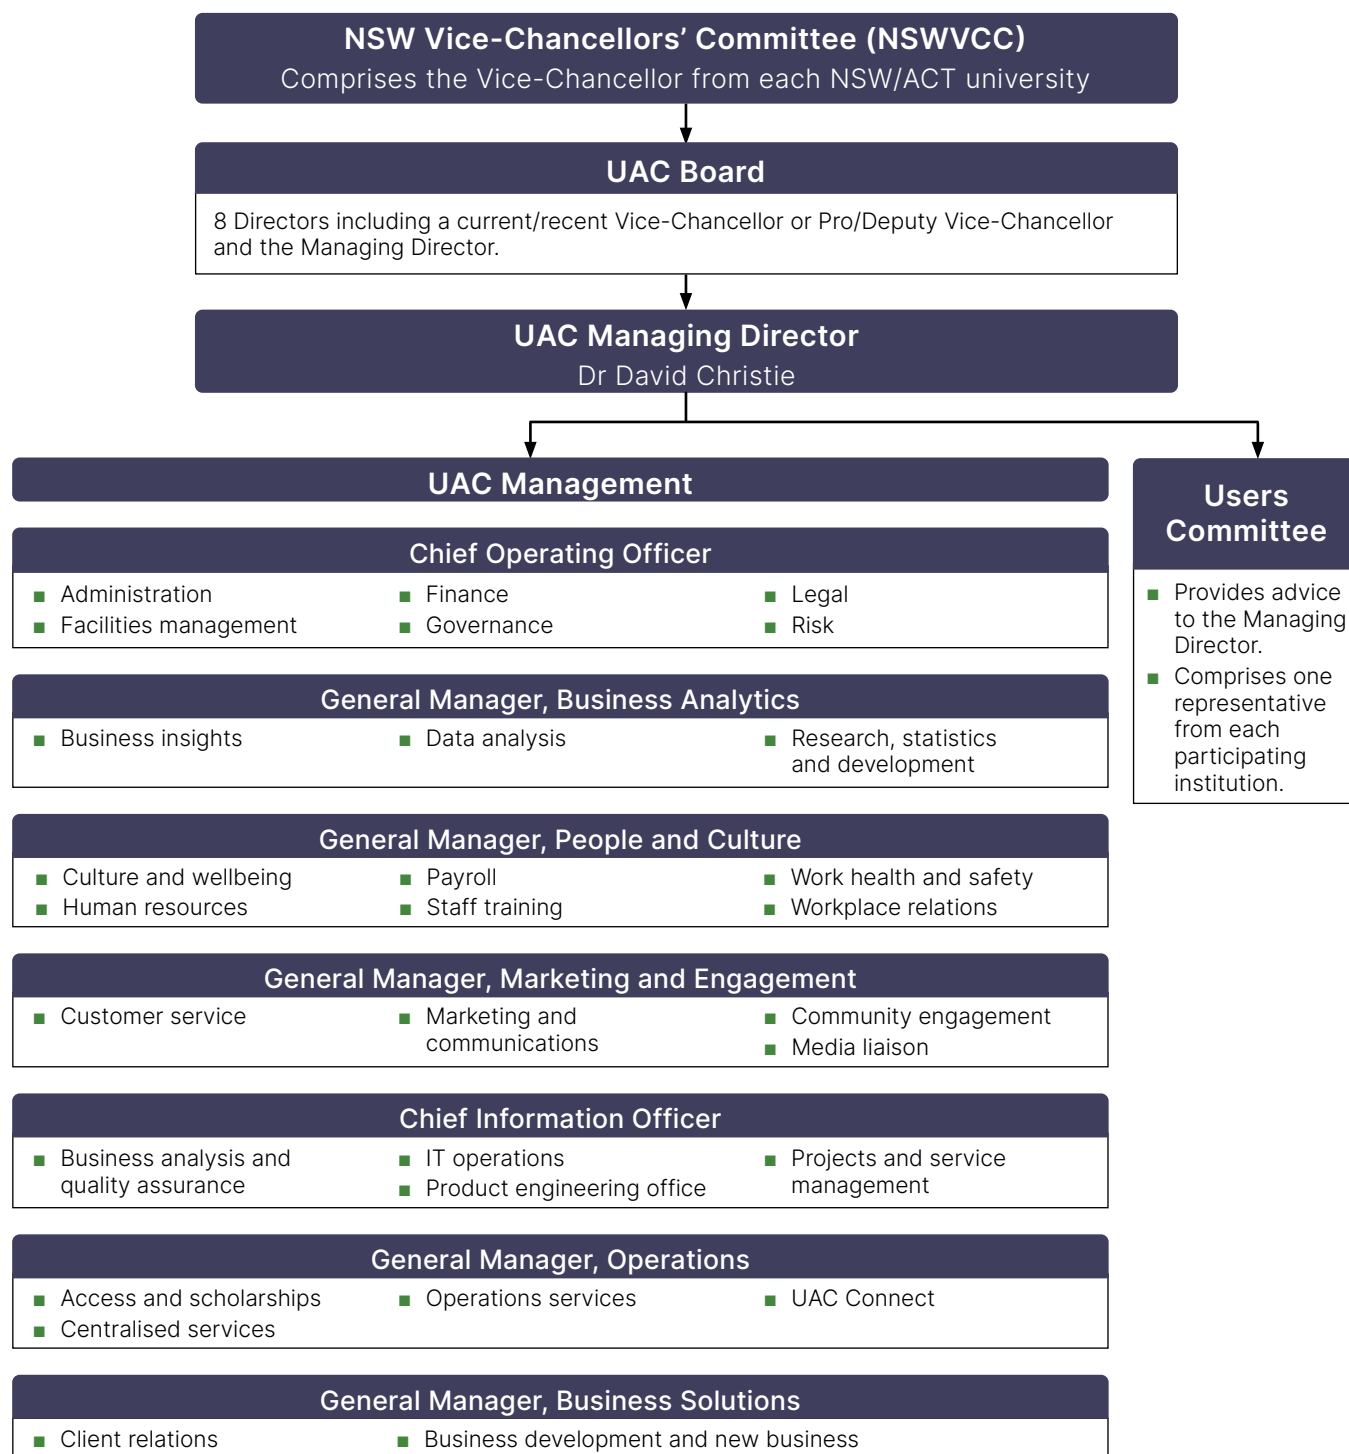 NSW Vice-Chancellors’ Committee (NSWVCC)
Comprises the Vice-Chancellor from each NSW/ACT university
UAC Board
8 Directors including a current/recent Vice-Chancellor or Pro/Deputy Vice-Chancellor
and the Managing Director.
UAC Managing Director
Dr David Christie
UAC Management
Chief Operating Officer
Administration
Facilities management
Finance
Governance
Legal
Risk
General Manager, Business Analytics
Business insights
Data analysis
Research, statistics
and development
General Manager, People and Culture
Culture and wellbeing
Human resources
Payroll
Staff training
Work health and safety
Workplace relations
General Manager, Marketing and Engagement
Customer service
Marketing and
communications
Community engagement
Media liaison
Chief Information Officer
Business analysis and
quality assurance
IT operations
Product engineering office
Projects and service
management
General Manager, Operations
Access and scholarships
Centralised services
Operations services
UAC Connect
General Manager, Business Solutions
Client relations
Business development and new business
Users
Committee
Provides advice
to the Managing
Director.
Comprises one
representative
from each
participating
institution.